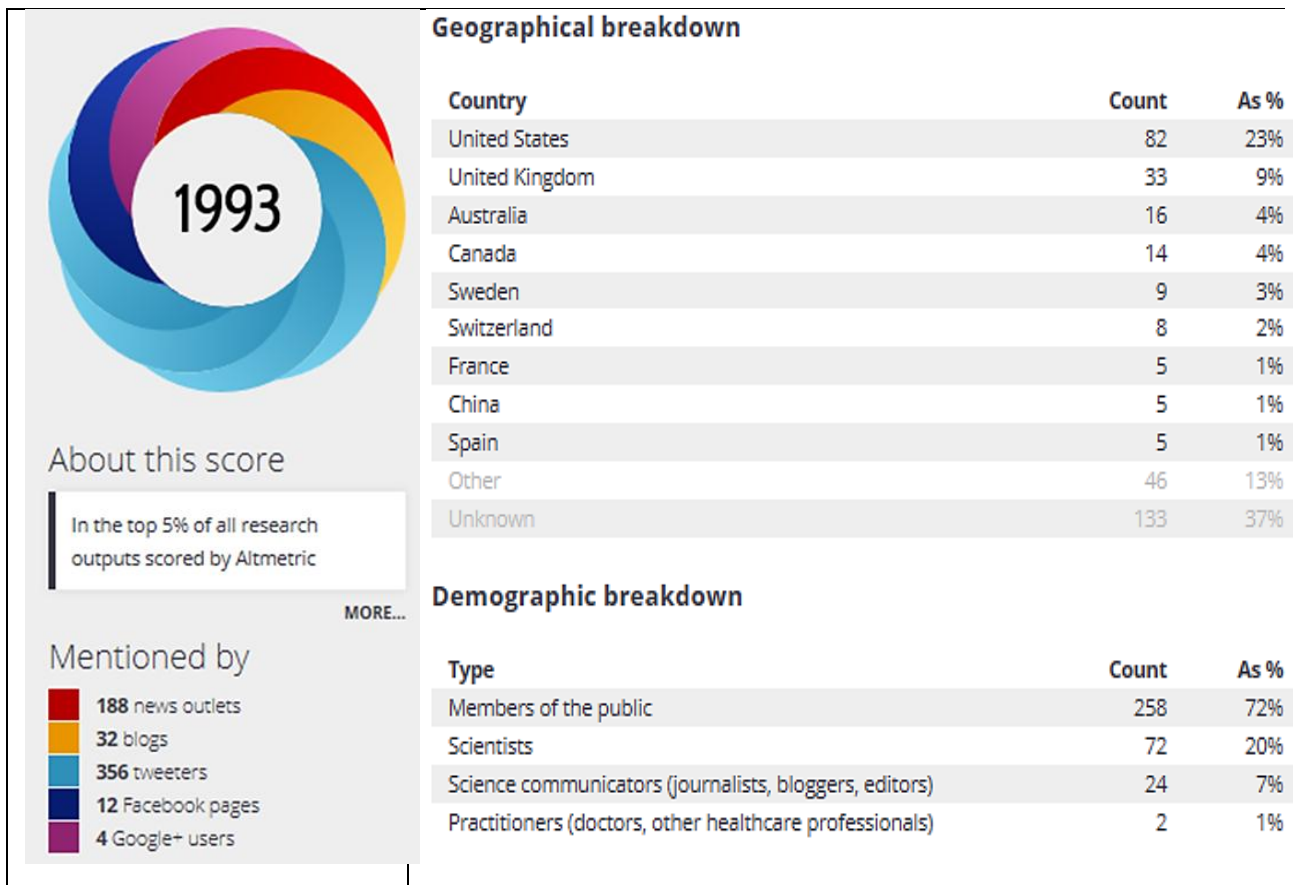 1993
About this score
In the top 5% of all research
outputs scored by Altmetric
MORE...
Mentioned by
188 news outlets
32 blogs
356 tweeters
12 Facebook pages
4 Google+ users
Geographical breakdown
Country Count As %
United States 82 23%
United Kingdom 33 9%
Australia 16 4%
Canada 14 4%
Sweden 9 3%
Switzerland 8 2%
France 5 1%
China 5 1%
Spain 5 1%
Other 46 13%
Unknown 133 37%
Demographic breakdown
Type Count As %
Members of the public 258 72%
Scientists 72 20%
Science communicators (journalists, bloggers, editors) 24 7%
Practitioners (doctors, other healthcare professionals) 2 1%